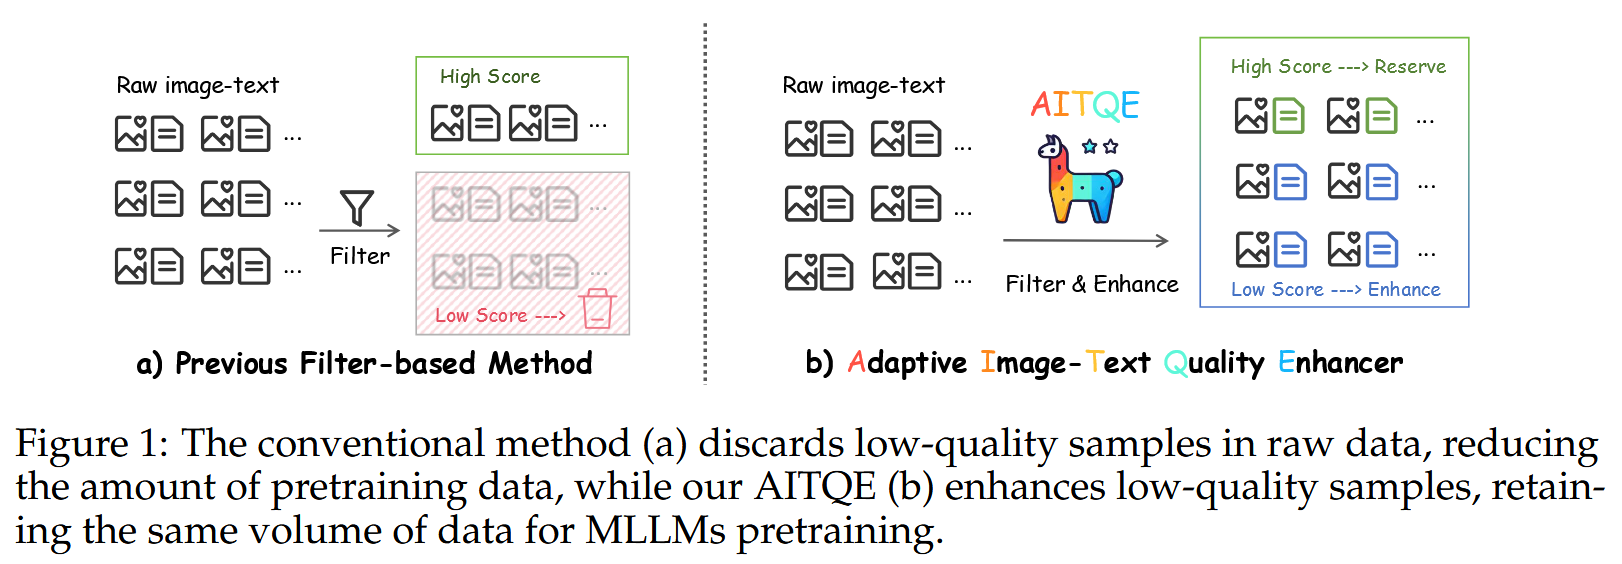 Raw image-text
...
...
...
Filter
High Score
...
...
...
Low Score --->
a) Previous Filter-based Method
Raw image-text
...
...
...
AITQE
Filter & Enhance
High Score ---> Reserve
...
...
...
Low Score ---> Enhance
b) Adaptive Image-Text Quality Enhancer
Figure 1: The conventional method (a) discards low-quality samples in raw data, reducing
the amount of pretraining data, while our AITQE (b) enhances low-quality samples, retain-
ing the same volume of data for MLLMs pretraining.